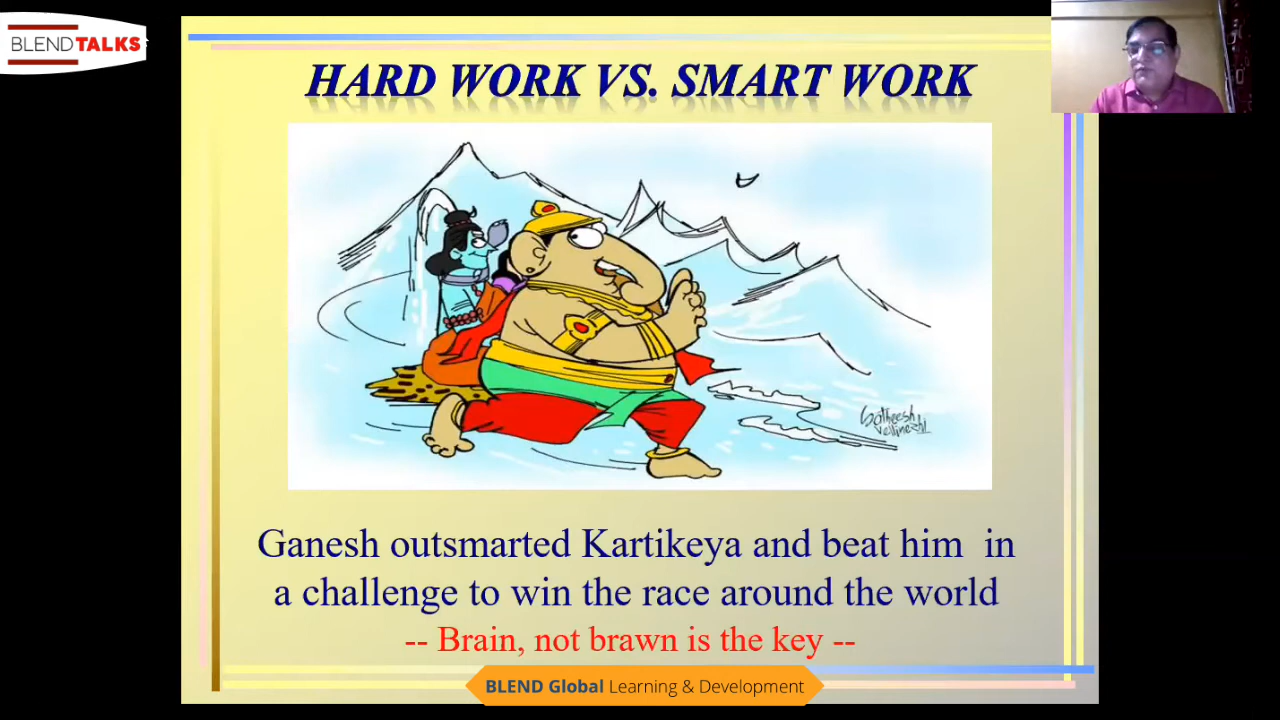 BLENDTALKS
HARD WORK VS. SMART WORK
Satheesh
Ganesh outsmarted Kartikeya and beat him in
a challenge to win the race around the world
-- Brain, not brawn is the key --
BLEND Global Learning & Development